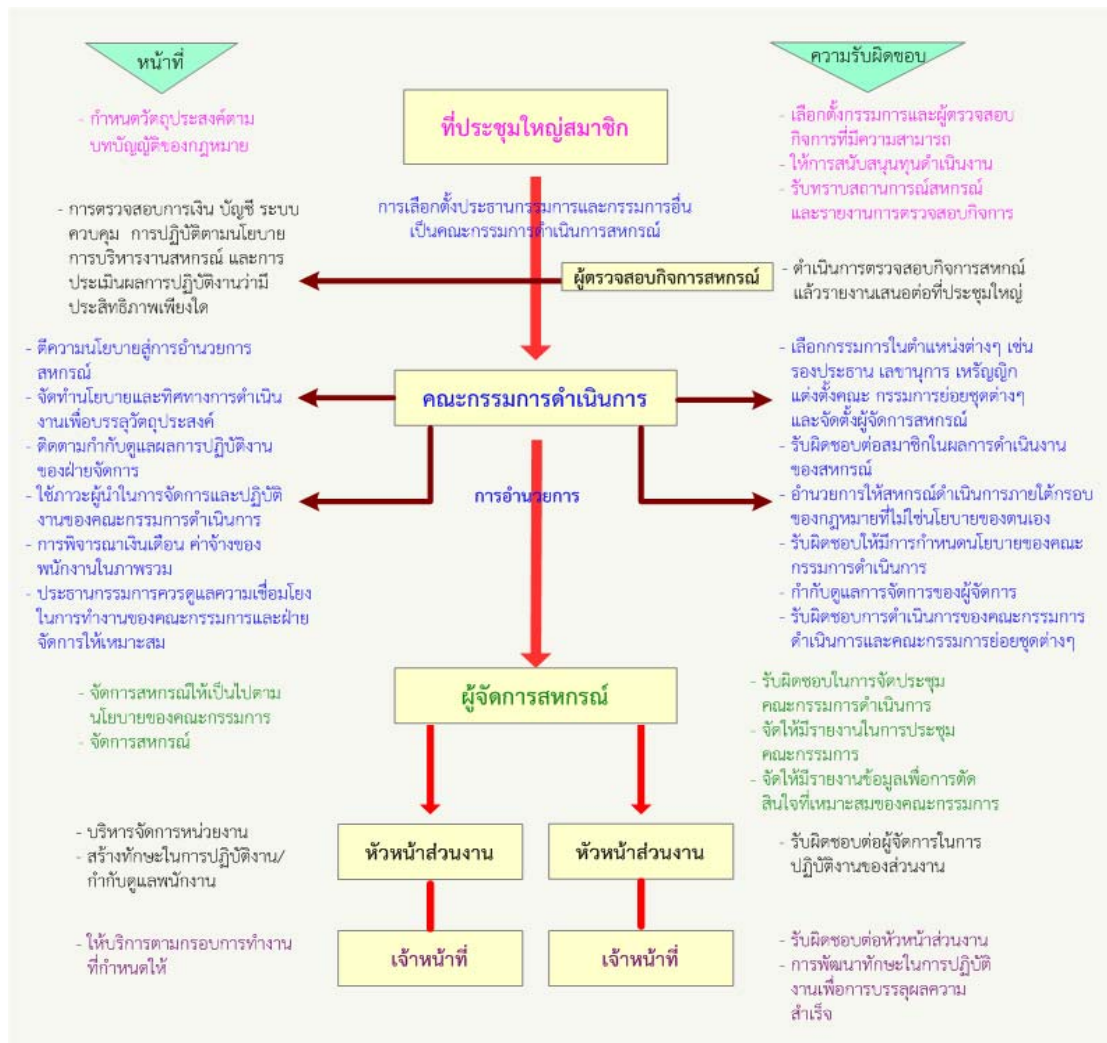 หน้าที่
ความรับผิดชอบ
- กำหนดวัตถุประสงค์ตาม
บทบัญญัติของกฎหมาย
ที่ประชุมใหญ่สมาชิก
- เลือกตั้งกรรมการและผู้ตรวจสอบ
กิจการที่มีความสามารถ
- ให้การสนับสนุนทุนดำเนินงาน
- รับทราบสถานการณ์สหกรณ์
และรายงานการตรวจสอบกิจการ
การเลือกตั้งประธานกรรมการและกรรมการอื่น
เป็นคณะกรรมการดำเนินการสหกรณ์
- การตรวจสอบการเงิน บัญชี ระบบ
ควบคุม การปฏิบัติตามนโยบาย
การบริหารงานสหกรณ์ และการ
ประเมินผลการปฏิบัติงานว่ามี
ประสิทธิภาพเพียงใด
ผู้ตรวจสอบกิจการสหกรณ์
- ดำเนินการตรวจสอบกิจการสหกณ์
แล้วรายงานเสนอต่อที่ประชุมใหญ่
- ตีความนโยบายสู่การอำนวยการ
สหกรณ์
- จัดทำนโยบายและทิศทางการดำเนิน
งานเพื่อบรรลุวัตถุประสงค์
- ติดตามกำกับดูแลผลการปฏิบัติงาน
ของฝ่ายจัดการ
- ใช้ภาวะผู้นำในการจัดการและปฏิบัติ
งานของคณะกรรมการดำเนินการ
- การพิจารณาเงินเดือน ค่าจ้างของ
พนักงานในภาพรวม
- ประธานกรรมการควรดูแลความเชื่อมโยง
ในการทำงานของคณะกรรมการและฝ่าย
จัดการให้เหมาะสม
คณะกรรมการดำเนินการ
การอำนวยการ
- เลือกกรรมการในตำแหน่งต่างๆ เช่น
รองประธาน เลขานุการ เหรัญญิก
แต่งตั้งคณะ กรรมการย่อยชุดต่างๆ
และจัดตั้งผู้จัดการสหกรณ์
- รับผิดชอบต่อสมาชิกในผลการดำเนินงาน
ของสหกรณ์
- อำนวยการให้สหกรณ์ดำเนินการภายใต้กรอบ
ของกฎหมายที่ไม่ใช่นโยบายของตนเอง
- รับผิดชอบให้มีการกำหนดนโยบายของคณะ
กรรมการดำเนินการ
- กำกับดูแลการจัดการของผู้จัดการ
- รับผิดชอบการดำเนินการของคณะกรรมการ
ดำเนินการและคณะกรรมการย่อยชุดต่างๆ
- จัดการสหกรณ์ให้เป็นไปตาม
นโยบายของคณะกรรมการ
- จัดการสหกรณ์
ผู้จัดการสหกรณ์
- รับผิดชอบในการจัดประชุม
คณะกรรมการดำเนินการ
- จัดให้มีรายงานในการประชุม
คณะกรรมการ
- จัดให้มีรายงานข้อมูลเพื่อการตัด
สินใจที่เหมาะสมของคณะกรรมการ
- บริหารจัดการหน่วยงาน
- สร้างทักษะในการปฏิบัติงาน/
กำกับดูแลพนักงาน
หัวหน้าส่วนงาน
หัวหน้าส่วนงาน
- รับผิดชอบต่อผู้จัดการในการ
ปฏิบัติงานของส่วนงาน
- ให้บริการตามกรอบการทำงาน
ที่กำหนดให้
เจ้าหน้าที่
เจ้าหน้าที่
- รับผิดชอบต่อหัวหน้าส่วนงาน
- การพัฒนาทักษะในการปฏิบัติ
งานเพื่อการบรรลุผลความ
สำเร็จ